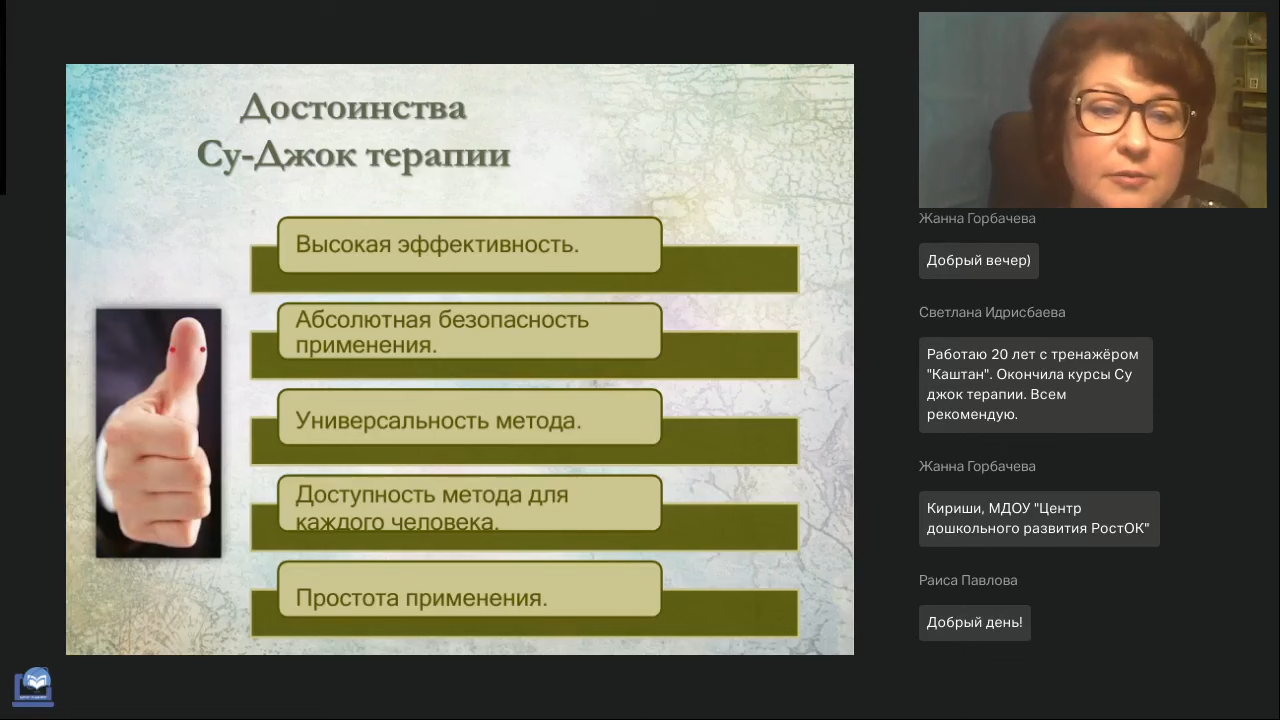 Достоинства
Су-Джок терапии
Высокая эффективность.
Абсолютная безопасность
применения.
Универсальность метода.
Доступность метода для
каждого человека.
Простота применения.
Жанна Горбачева
Добрый вечер)
Светлана Идрисбаева
Работаю 20 лет с тренажёром
"Каштан". Окончила курсы Су
джок терапии. Всем
рекомендую.
Жанна Горбачева
Кириши, МДОУ "Центр
дошкольного развития РостОК"
Раиса Павлова
Добрый день!